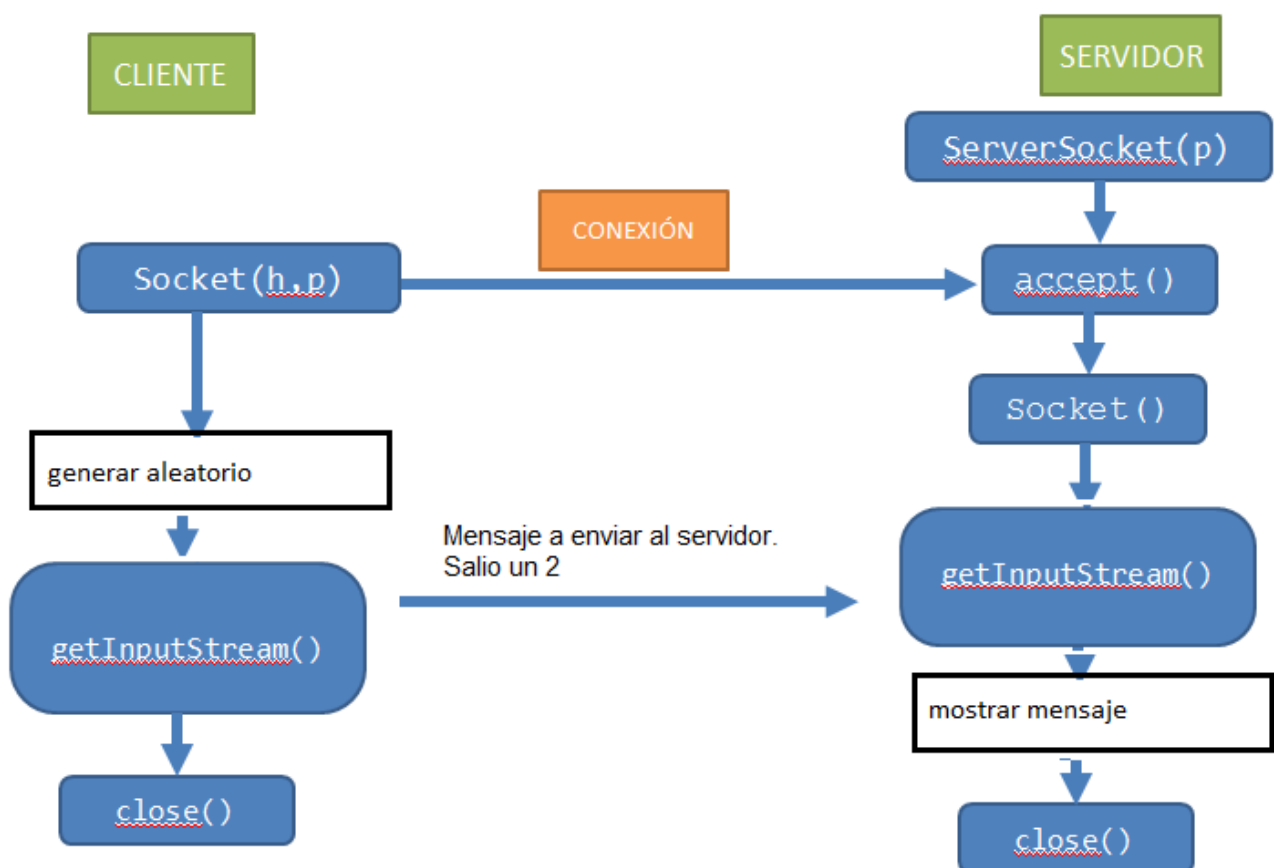 CLIENTE
SERVIDOR
ServerSocket(p)
CONEXIÓN
Socket(h,p)
accept()
Socket()
generar aleatorio
Mensaje a enviar al servidor.
Salio un 2
getInputStream()
getInputStream()
mostrar mensaje
close()
close()